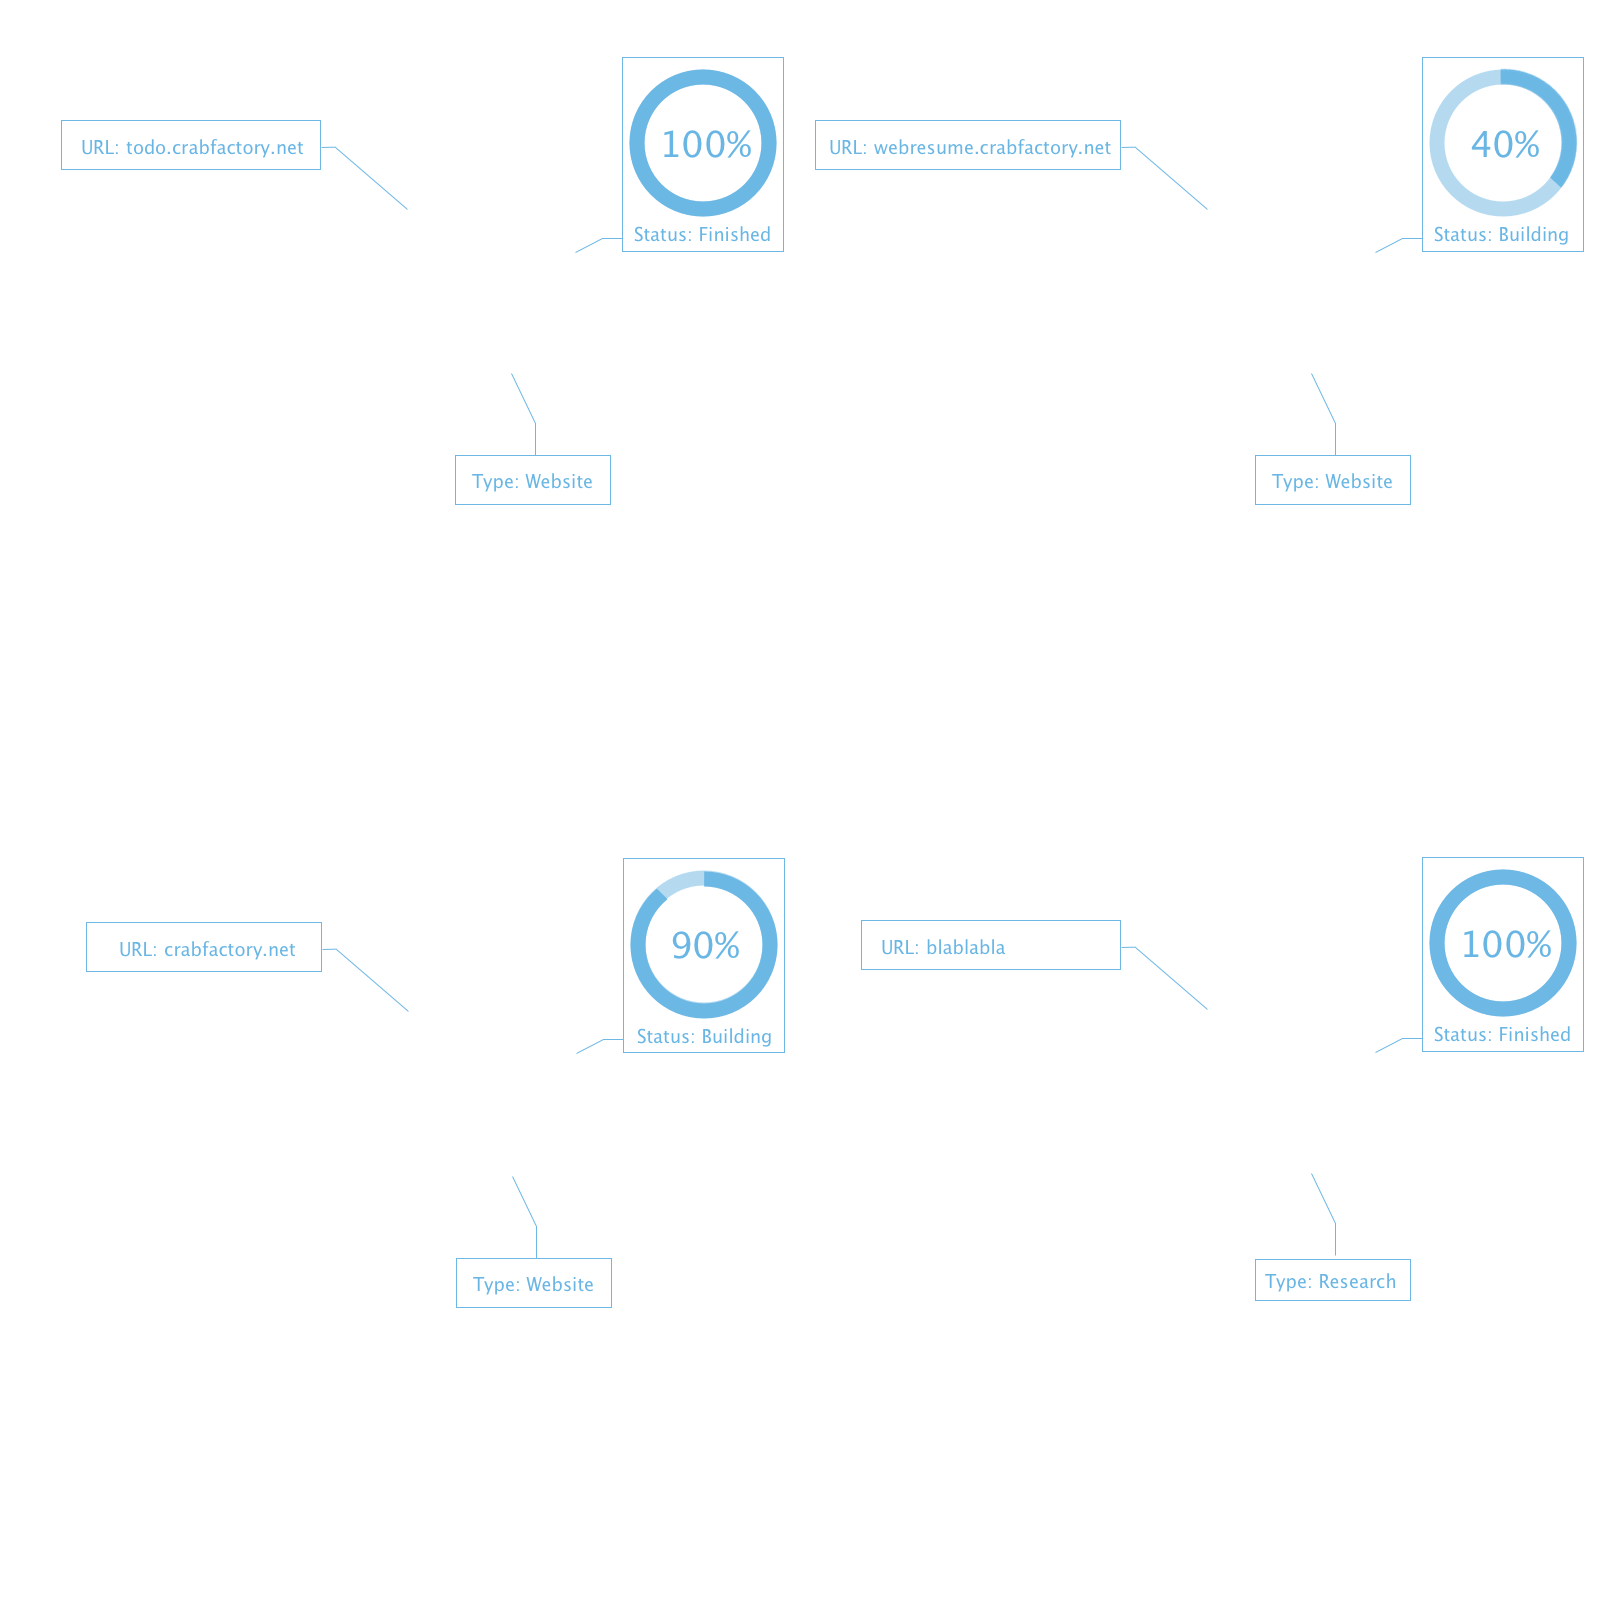 URL: todo.crabfactory.net
100%
Status: Finished
Type: Website
URL: webresume.crabfactory.net
40%
Status: Building
Type: Website
URL: crabfactory.net
90%
Status: Building
Type: Website
URL: blablabla
100%
Status: Finished
Type: Research